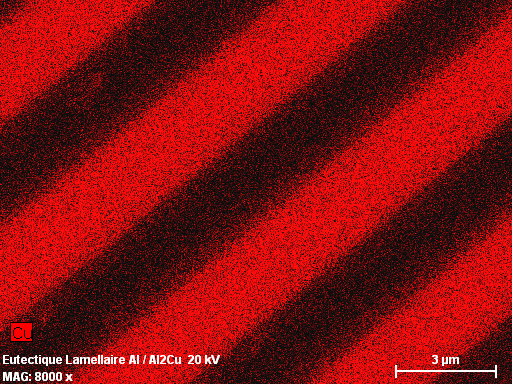 Cu
Eutectique Lamellaire Al / Al2Cu 20 kV
3 µm
MAG: 8000 x